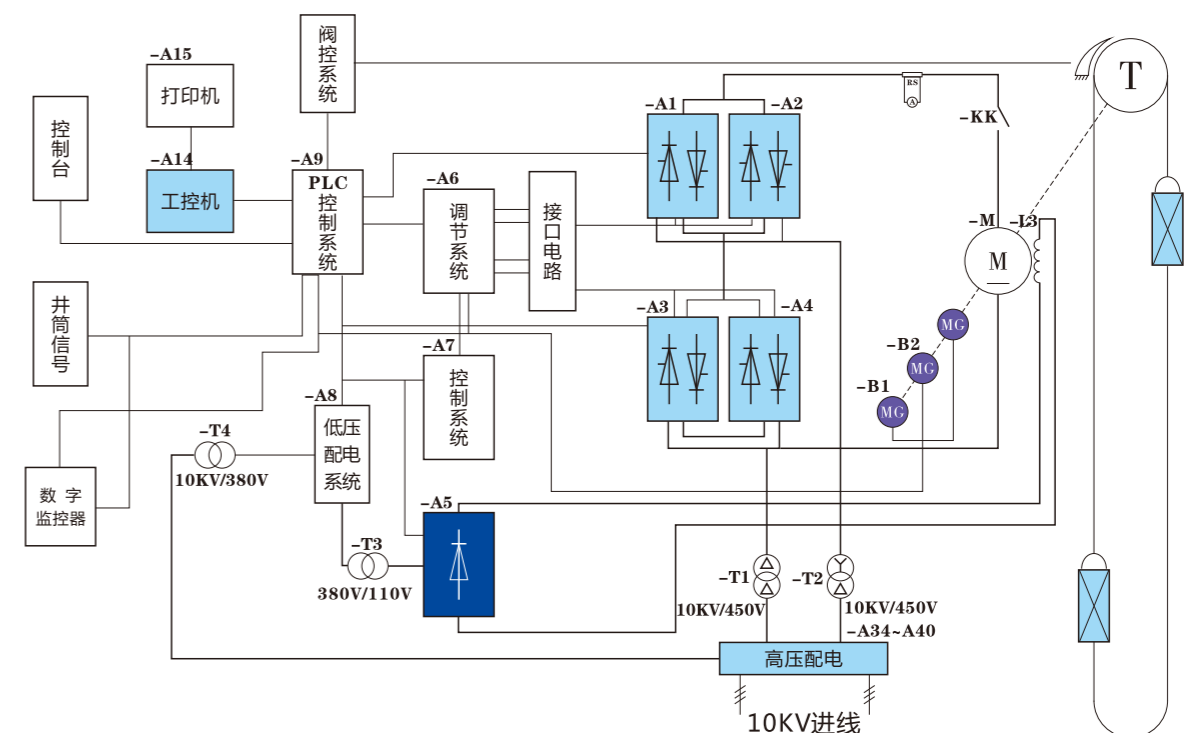 阀控系统
-A15
打印机
控制台
-A14
工控机
-A9
PLC
控制系统
-A6
调节系统
接口电路
-A1
-A2
RS
A
-KK
T
-M
-L3
M
井筒信号
-A3
-A4
MG
-B2
MG
-B1
MG
-A7
控制系统
-A8
低压
配电
系统
-T4
10KV/380V
数 字
监控器
-A5
-T3
380V/110V
-T1
10KV/450V
-T2
10KV/450V
-A34~A40
高压配电
10KV进线